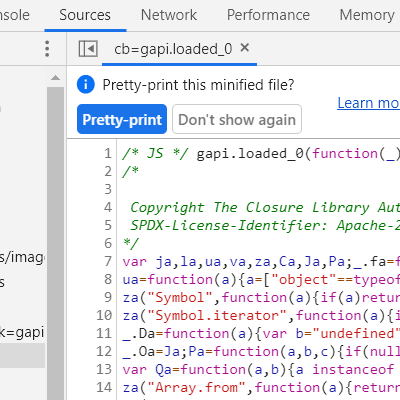 nsole Sources Network Performance Memory
cb=gapi.loaded_0 ×
Pretty-print this minified file?
Learn mo
Pretty-print Don't show again
1 /* JS */ gapi.loaded_0(function(_)
2 /*
3
4 Copyright The Closure Library Aut
5 SPDX-License-Identifier: Apache-2
6 */
7 var ja,la,ua,va,za,Ca,Ja,Pa;_.fa=f
8 ua=function(a){a=["object"==typeof
9 za("Symbol",function(a){if(a)retur
10 za("Symbol.iterator",function(a){i
11 _.Da=function(a){var b="undefined"
12 _.Oa=Ja;Pa=function(a,b,c){if(null
13 var Qa=function(a,b){a instanceof
14 za("Array.from",function(a){return
s/image
s
k=gapi